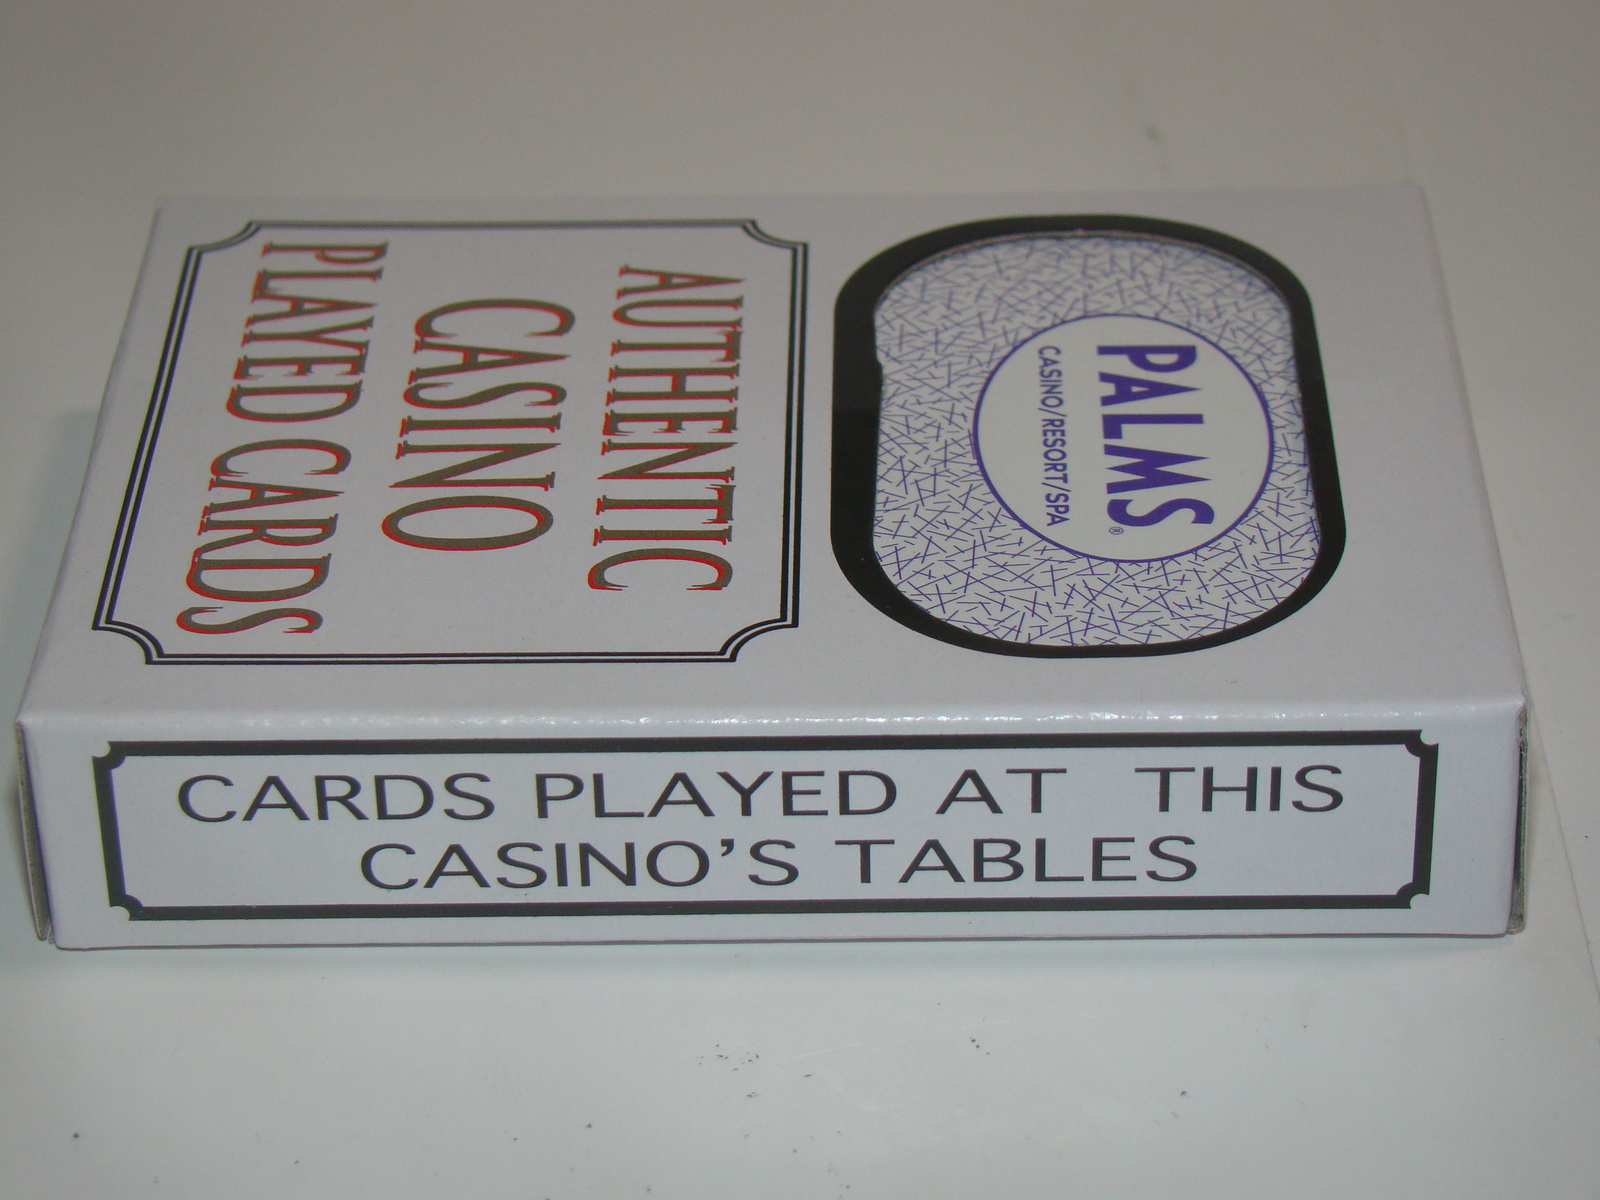 PALMS®
CASINO/RESORT/SPA
AUTHENTIC
CASINO
PLAYED CARDS
CARDS PLAYED AT THIS
CASINO'S TABLES